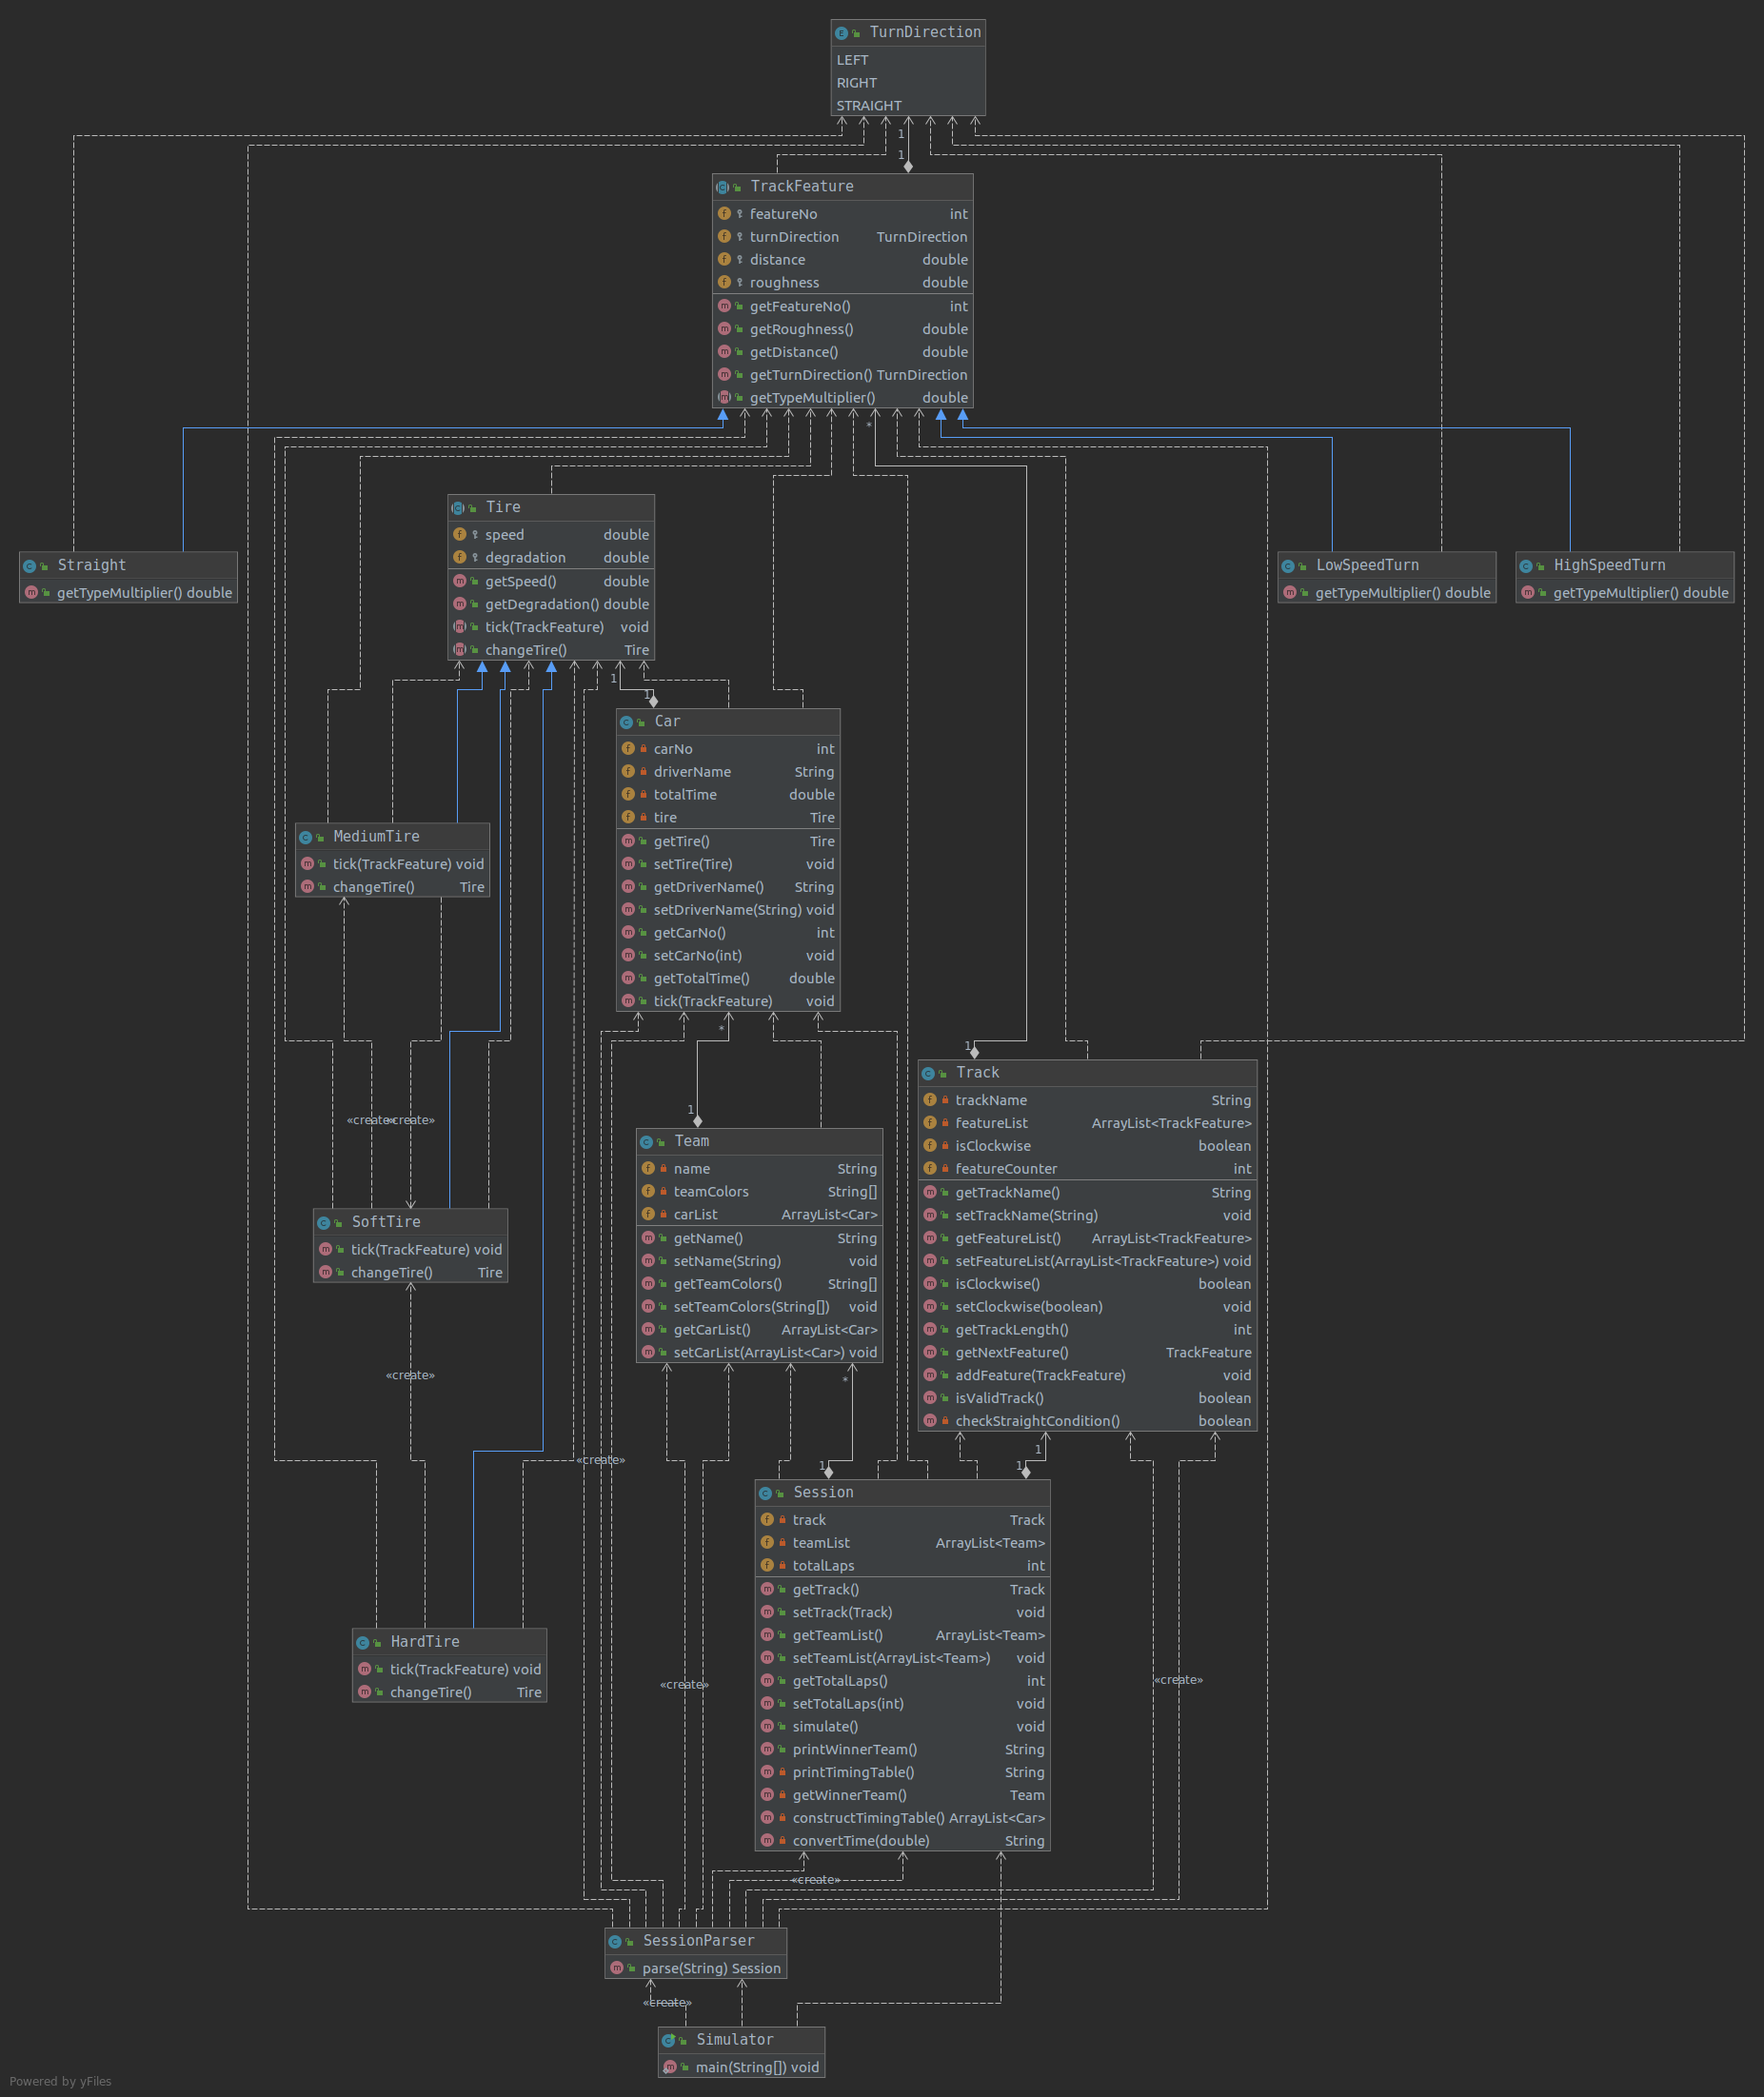 TurnDirection
LEFT
RIGHT
STRAIGHT
1
1
TrackFeature
featureNo int
turnDirection TurnDirection
distance double
roughness double
getFeatureNo() int
getRoughness() double
getDistance() double
getTurnDirection() TurnDirection
getTypeMultiplier() double
*
Tire
speed double
degradation double
getSpeed() double
getDegradation() double
tick(TrackFeature) void
changeTire() Tire
Straight
getTypeMultiplier() double
LowSpeedTurn
getTypeMultiplier() double
HighSpeedTurn
getTypeMultiplier() double
1
1
Car
carNo int
driverName String
totalTime double
tire Tire
getTire() Tire
setTire(Tire) void
getDriverName() String
setDriverName(String) void
getCarNo() int
setCarNo(int) void
getTotalTime() double
tick(TrackFeature) void
MediumTire
tick(TrackFeature) void
changeTire() Tire
*
1
1
«create»
«create»
Track
trackName String
featureList ArrayList<TrackFeature>
isClockwise boolean
featureCounter int
getTrackName() String
setTrackName(String) void
getFeatureList() ArrayList<TrackFeature>
setFeatureList(ArrayList<TrackFeature>) void
isClockwise() boolean
setClockwise(boolean) void
getTrackLength() int
getNextFeature() TrackFeature
addFeature(TrackFeature) void
isValidTrack() boolean
checkStraightCondition() boolean
Team
name String
teamColors String[]
carList ArrayList<Car>
getName() String
setName(String) void
getTeamColors() String[]
setTeamColors(String[]) void
getCarList() ArrayList<Car>
setCarList(ArrayList<Car>) void
SoftTire
tick(TrackFeature) void
changeTire() Tire
«create»
*
1
1
1
«create»
Session
track Track
teamList ArrayList<Team>
totalLaps int
getTrack() Track
setTrack(Track) void
getTeamList() ArrayList<Team>
setTeamList(ArrayList<Team>) void
getTotalLaps() int
setTotalLaps(int) void
simulate() void
printWinnerTeam() String
printTimingTable() String
getWinnerTeam() Team
constructTimingTable() ArrayList<Car>
convertTime(double) String
HardTire
tick(TrackFeature) void
changeTire() Tire
«create»
«create»
«create»
SessionParser
parse(String) Session
«create»
Simulator
main(String[]) void
Powered by yFiles